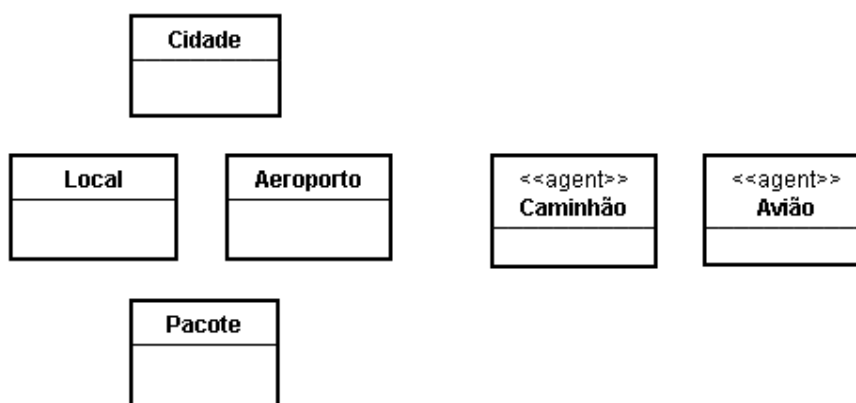 Cidade
Local
Aeroporto
<<agent>>
Caminhão
<<agent>>
Avião
Pacote